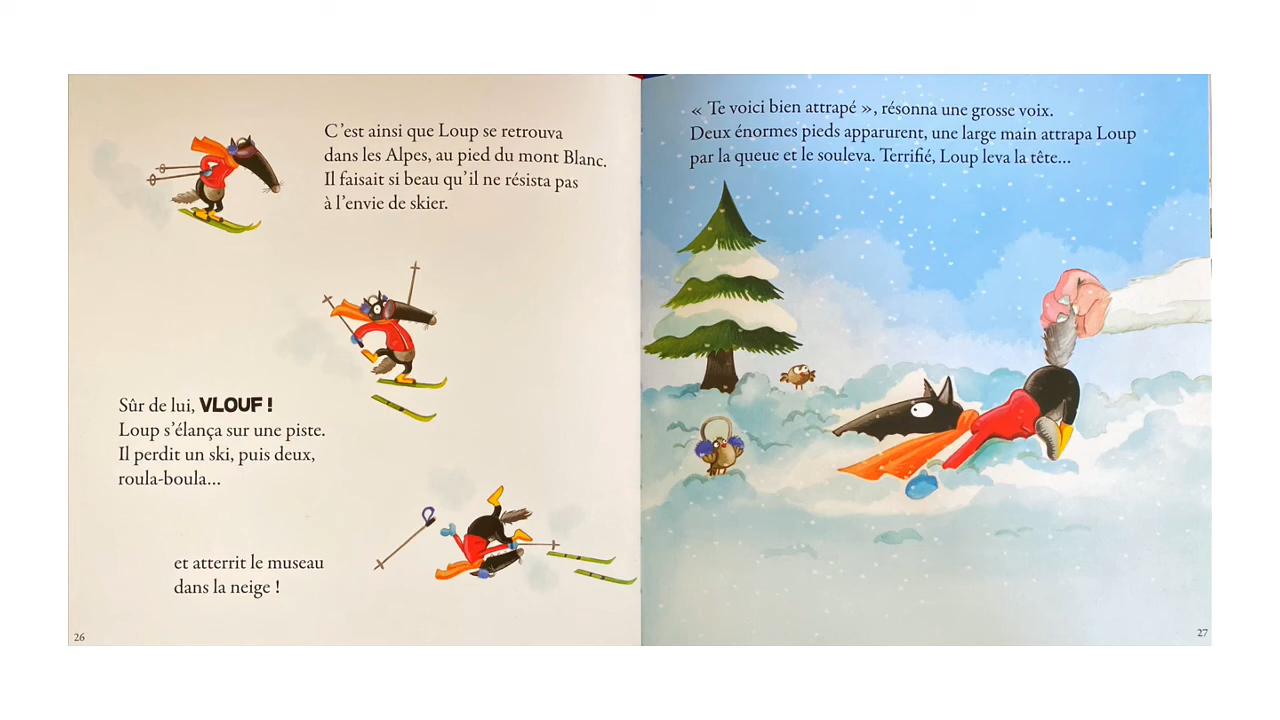 C'est ainsi que Loup se retrouva
dans les Alpes, au pied du mont Blanc.
Il faisait si beau qu'il ne résista pas
à l'envie de skier.
Sûr de lui, VLOUF !
Loup s'élança sur une piste.
Il perdit un ski, puis deux,
roula-boula...
et atterrit le museau
dans la neige !
26
« Te voici bien attrapé », résonna une grosse voix.
Deux énormes pieds apparurent, une large main attrapa Loup
par la queue et le souleva. Terrifié, Loup leva la tête...
27